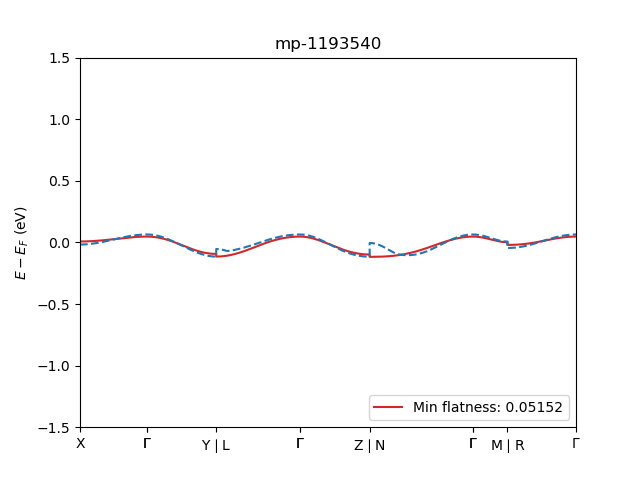 mp-1193540
E − E_F (eV)
1.5
1.0
0.5
0.0
−0.5
−1.0
−1.5
Min flatness: 0.05152
X Γ Y | L Γ Z | N Γ M | R Γ